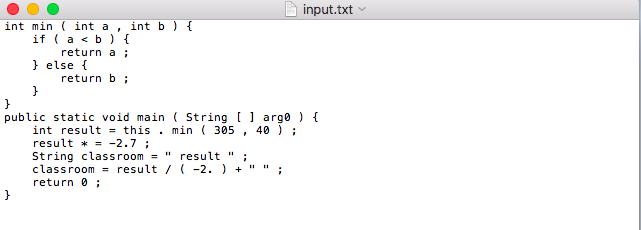 input.txt
int min ( int a , int b ) {
    if ( a < b ) {
        return a ;
    } else {
        return b ;
    }
}
public static void main ( String [ ] arg0 ) {
    int result = this . min ( 305 , 40 ) ;
    result * = -2.7 ;
    String classroom = " result " ;
    classroom = result / ( -2. ) + " " ;
    return 0 ;
}